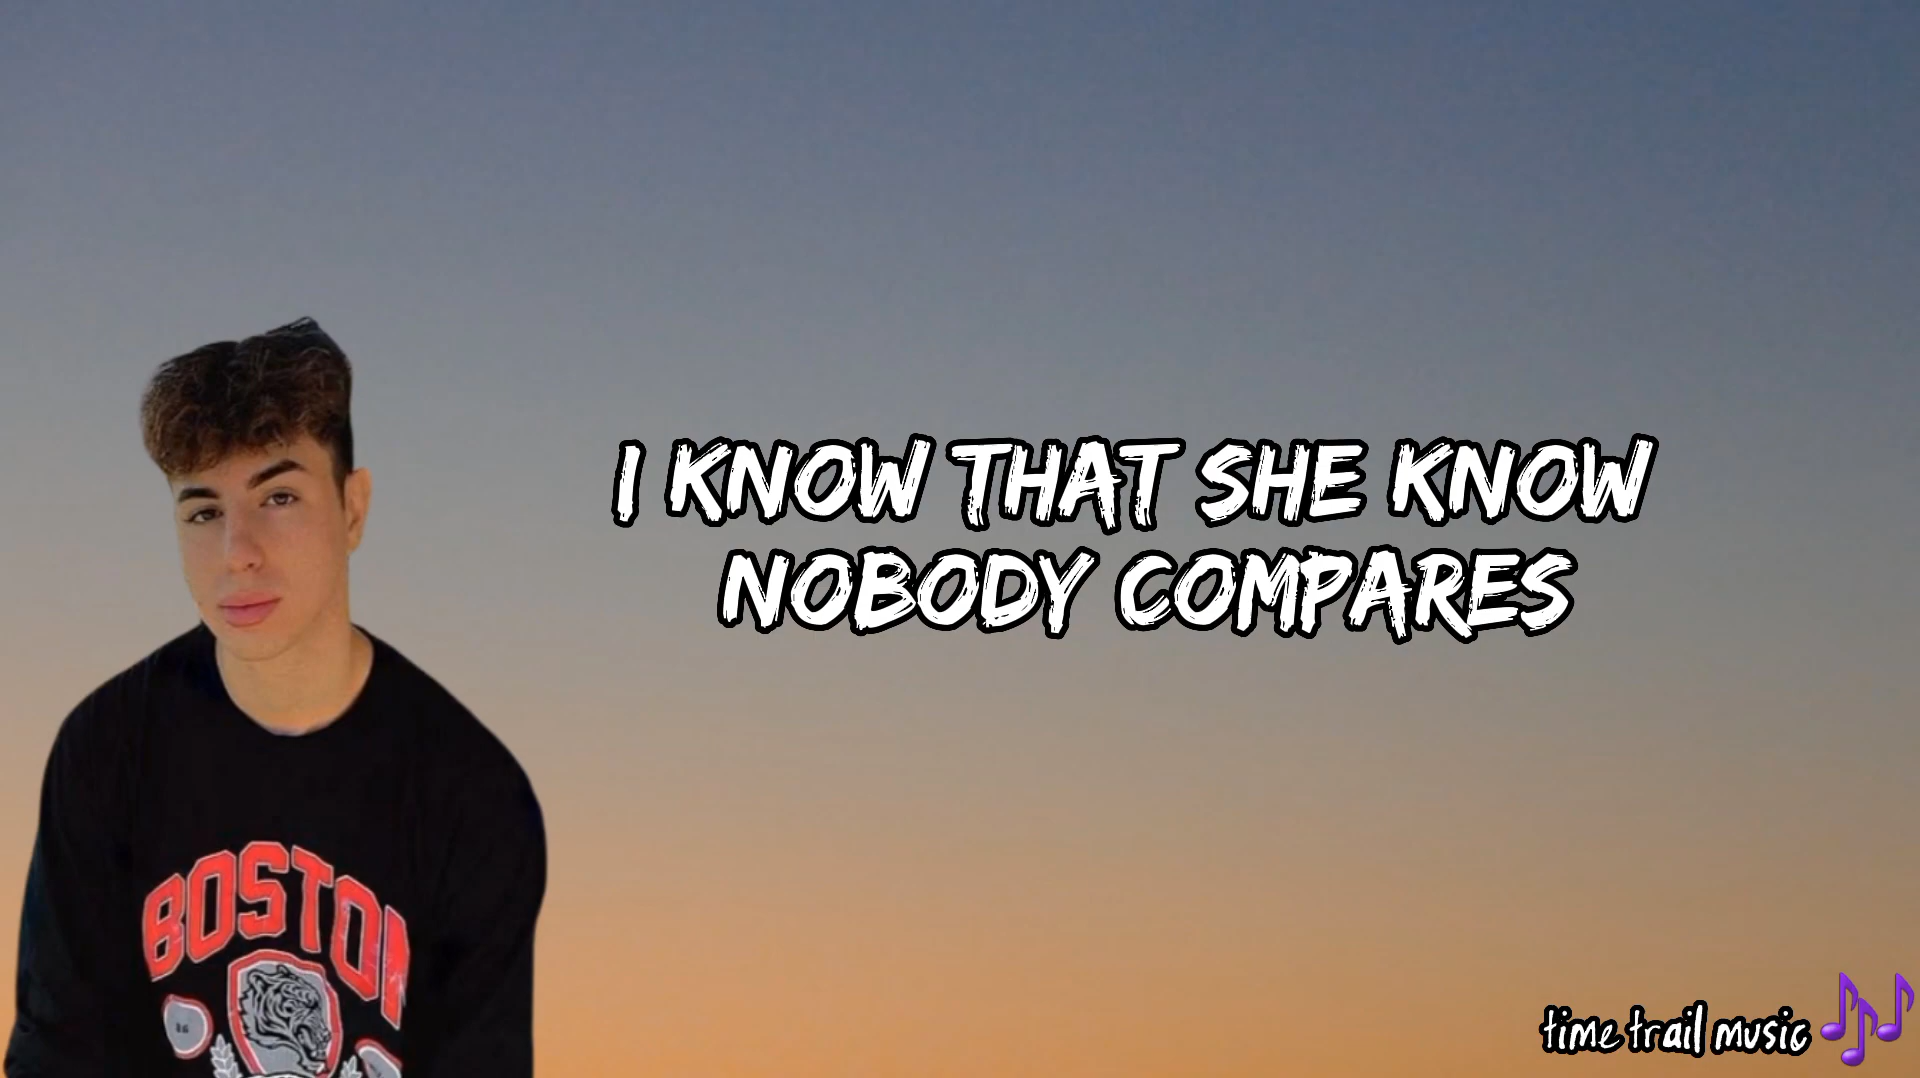 I KNOW THAT SHE KNOW
NOBODY COMPARES
BOSTON
time trail music